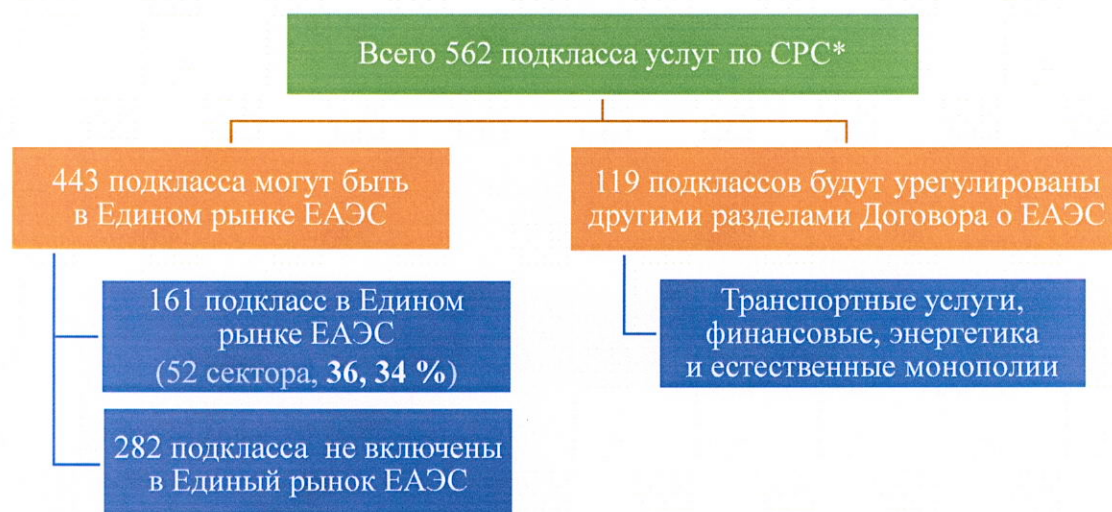 Всего 562 подкласса услуг по СРС*
443 подкласса могут быть
в Едином рынке ЕАЭС
119 подклассов будут урегулированы
другими разделами Договора о ЕАЭС
161 подкласс в Едином
рынке ЕАЭС
(52 сектора, 36, 34 %)
Транспортные услуги,
финансовые, энергетика
и естественные монополии
282 подкласса не включены
в Единый рынок ЕАЭС